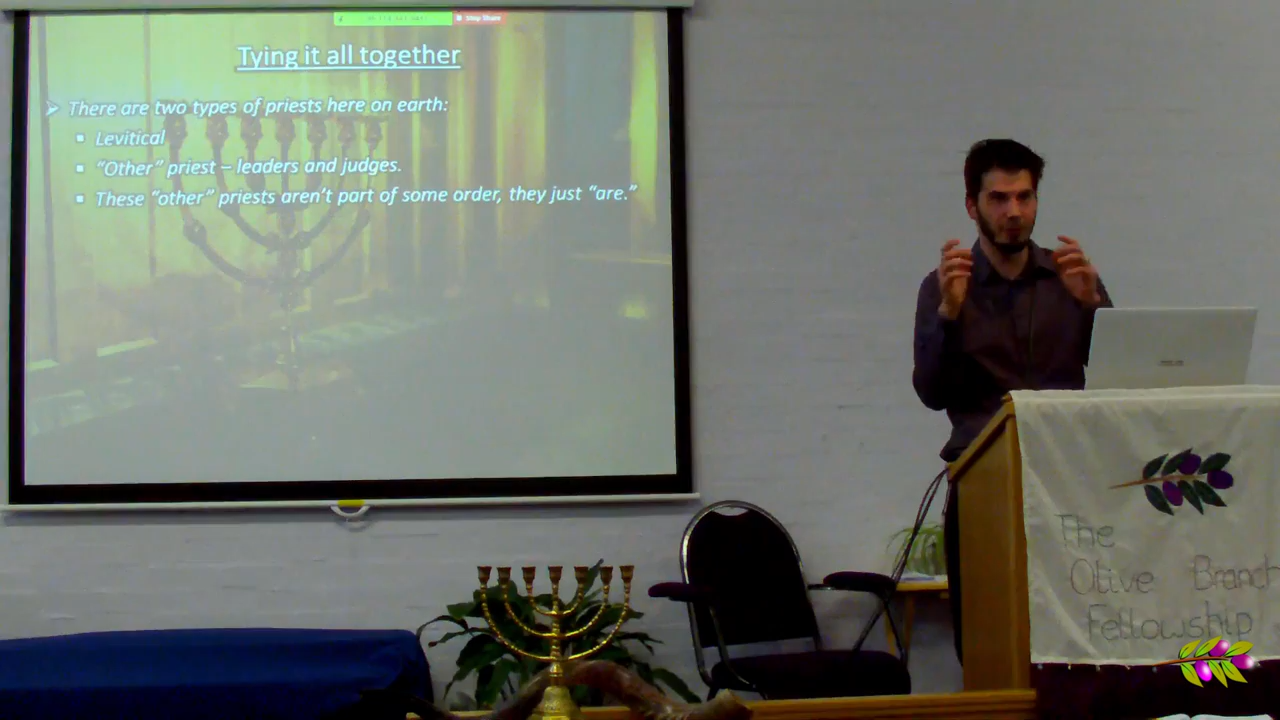 Stop Share
Tying it all together
There are two types of priests here on earth:
Levitical
"Other" priest – leaders and judges.
These "other" priests aren't part of some order, they just "are."
The
Olive Branch
Fellowship